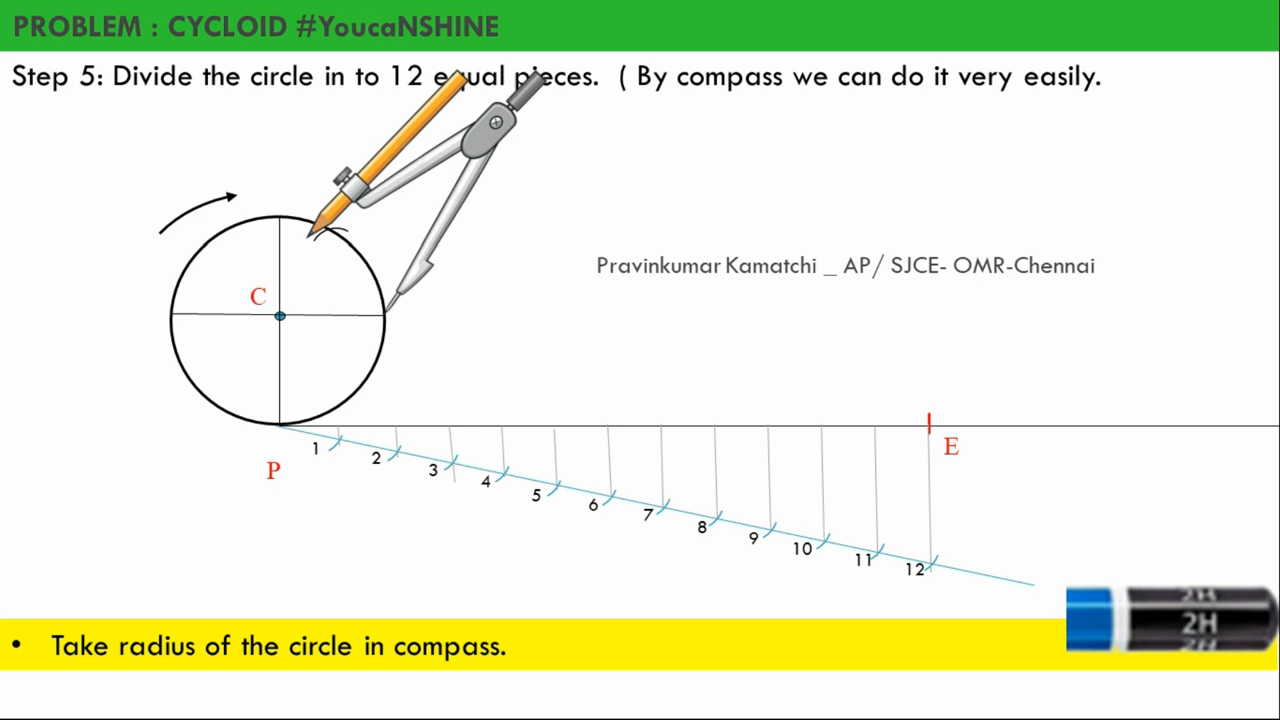 PROBLEM : CYCLOID #YoucaNSHINE
Step 5: Divide the circle in to 12 equal pieces. ( By compass we can do it very easily.
Pravinkumar Kamatchi _ AP/ SJCE- OMR-Chennai
C
E
P
1
2
3
4
5
6
7
8
9
10
11
12
2H
2H
2H
• Take radius of the circle in compass.